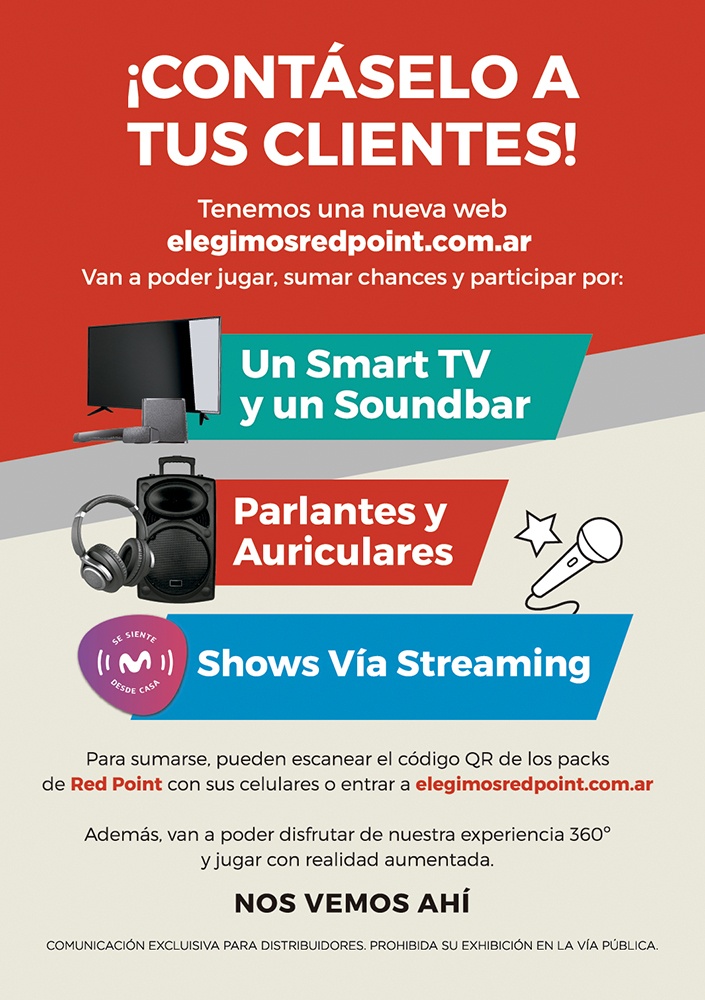 ¡CONTÁSELO A
TUS CLIENTES!
Tenemos una nueva web
elegimosredpoint.com.ar
Van a poder jugar, sumar chances y participar por:
Un Smart TV
y un Soundbar
Parlantes y
Auriculares
SE SIENTE
DESDE CASA
Shows Vía Streaming
Para sumarse, pueden escanear el código QR de los packs
de Red Point con sus celulares o entrar a elegimosredpoint.com.ar
Además, van a poder disfrutar de nuestra experiencia 360º
y jugar con realidad aumentada.
NOS VEMOS AHÍ
COMUNICACIÓN EXCLUISIVA PARA DISTRIBUIDORES. PROHIBIDA SU EXHIBICIÓN EN LA VÍA PÚBLICA.